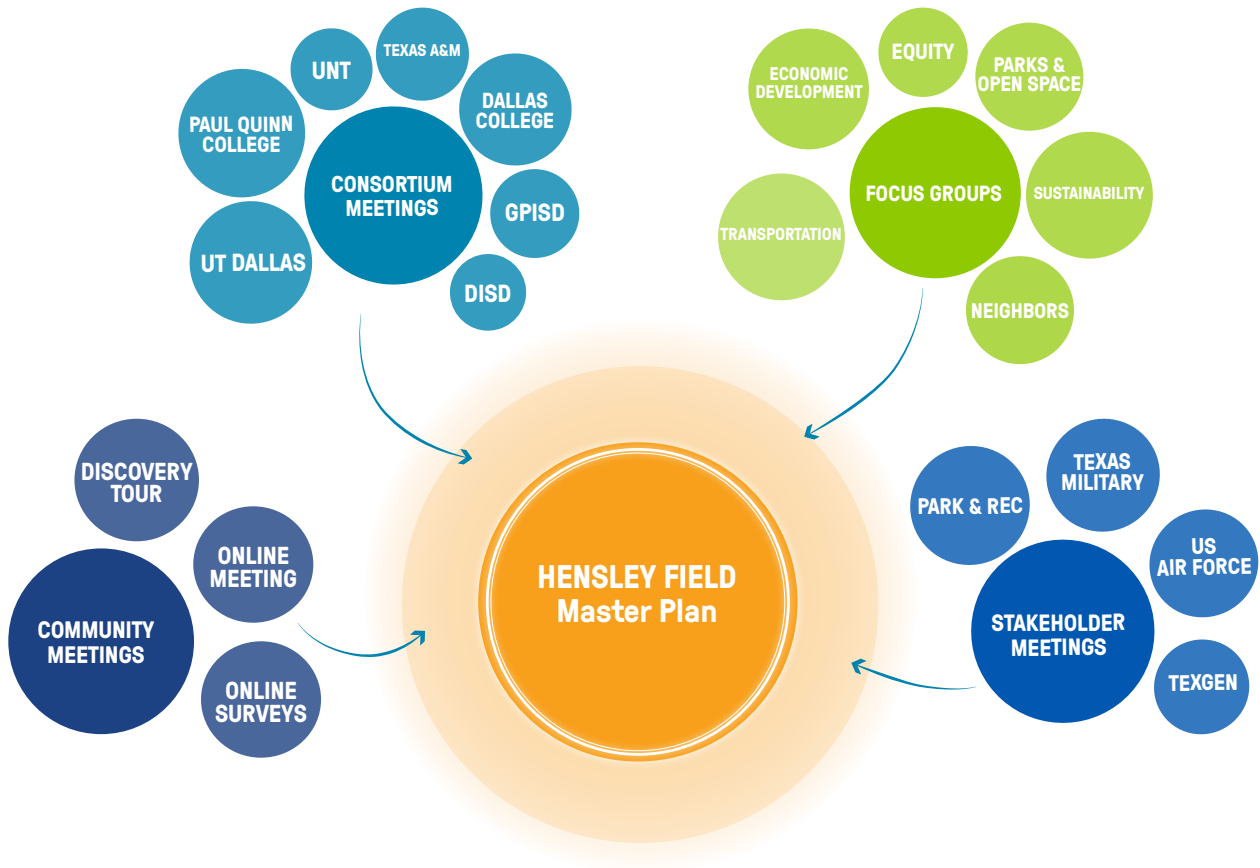 TEXAS A&M
UNT
DALLAS
COLLEGE
PAUL QUINN
COLLEGE
CONSORTIUM
MEETINGS
GPISD
UT DALLAS
DISD
EQUITY
ECONOMIC
DEVELOPMENT
PARKS &
OPEN SPACE
FOCUS GROUPS
SUSTAINABILITY
TRANSPORTATION
NEIGHBORS
DISCOVERY
TOUR
ONLINE
MEETING
COMMUNITY
MEETINGS
ONLINE
SURVEYS
HENSLEY FIELD
Master Plan
TEXAS
MILITARY
PARK & REC
US
AIR FORCE
STAKEHOLDER
MEETINGS
TEXGEN